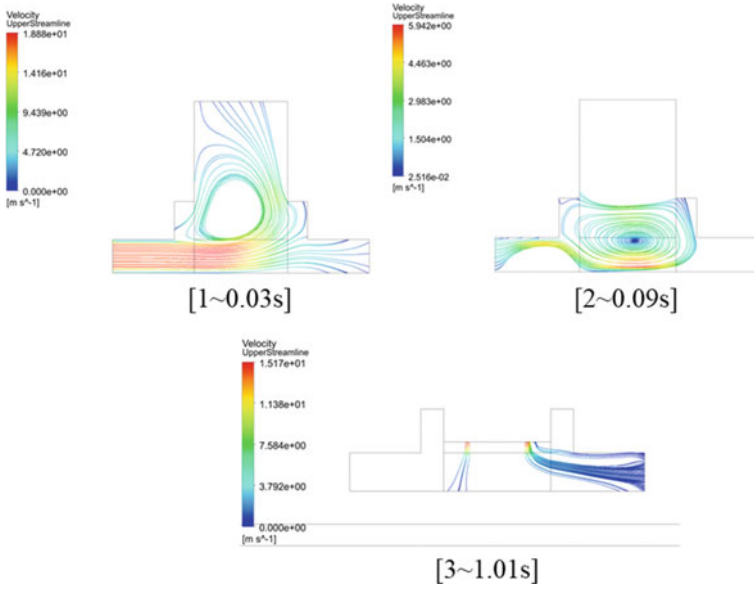 Velocity
UpperStreamline
1.888e+01
1.416e+01
9.439e+00
4.720e+00
0.000e+00
[m s^-1]
[1~0.03s]
Velocity
UpperStreamline
5.942e+00
4.463e+00
2.983e+00
1.504e+00
2.516e-02
[m s^-1]
[2~0.09s]
Velocity
UpperStreamline
1.517e+01
1.138e+01
7.584e+00
3.792e+00
0.000e+00
[m s^-1]
[3~1.01s]